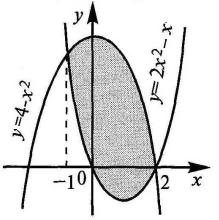 y
y=4-x²
y=2x²-x
-1 0 2 x